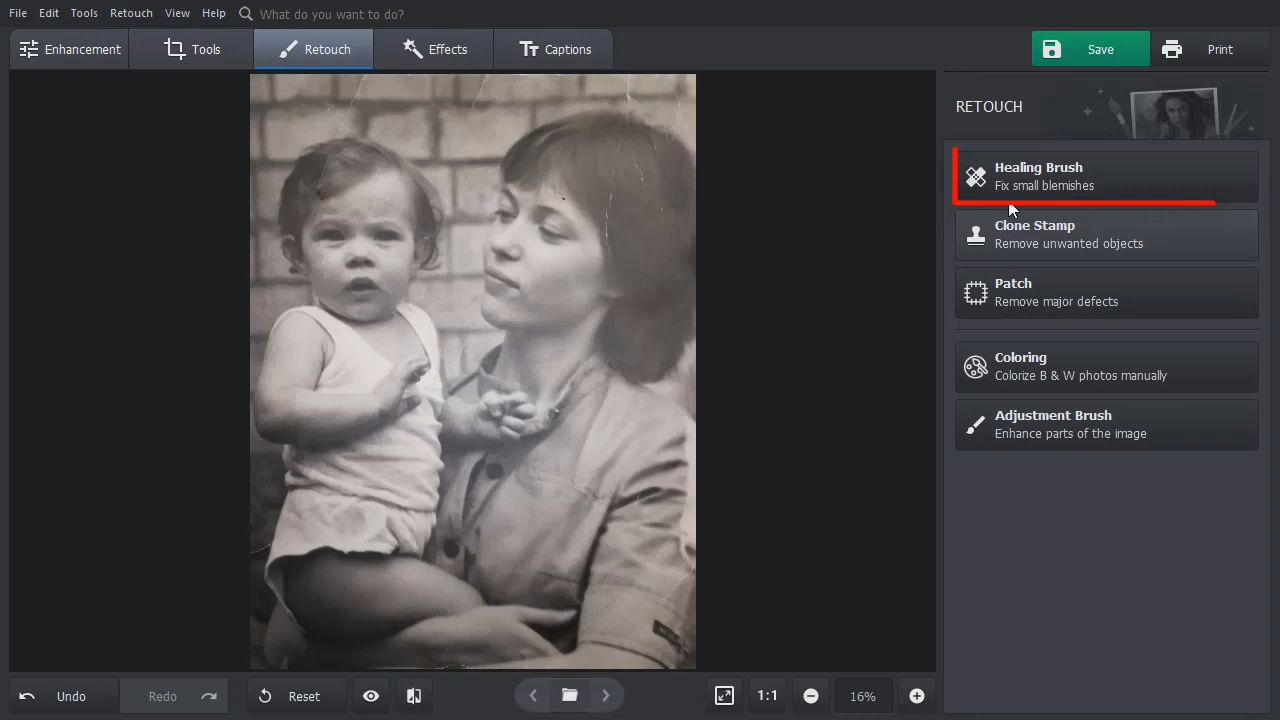 File Edit Tools Retouch View Help What do you want to do?
Enhancement Tools Retouch Effects Captions Save Print
RETOUCH
Healing Brush
Fix small blemishes
Clone Stamp
Remove unwanted objects
Patch
Remove major defects
Coloring
Colorize B & W photos manually
Adjustment Brush
Enhance parts of the image
Undo Redo Reset 1:1 16%